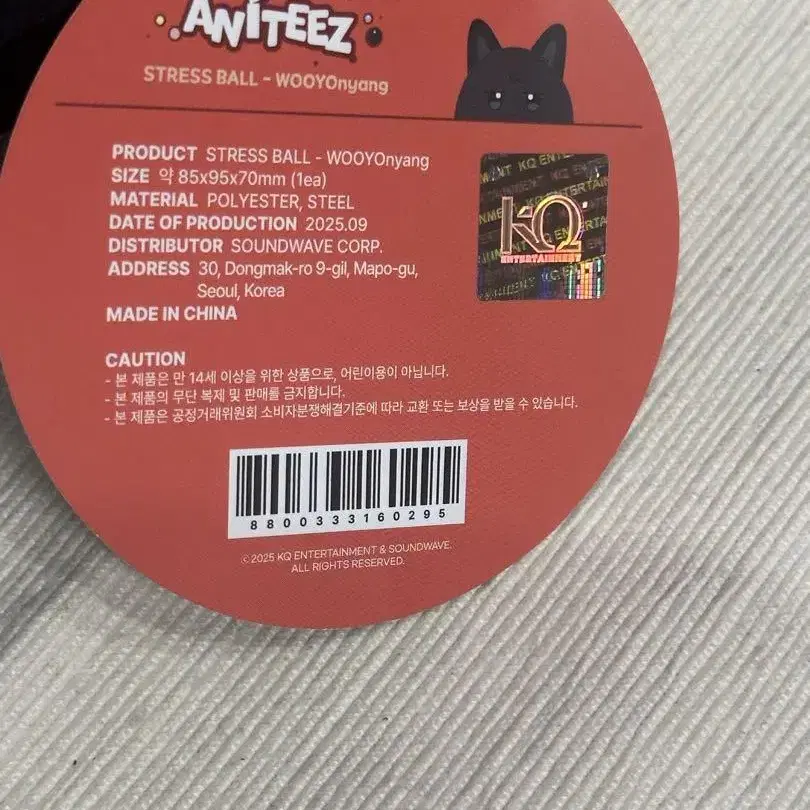 ANITEEZ
STRESS BALL - WOOYOnyang
PRODUCT STRESS BALL - WOOYOnyang
SIZE 약 85x95x70mm (1ea)
MATERIAL POLYESTER, STEEL
DATE OF PRODUCTION 2025.09
DISTRIBUTOR SOUNDWAVE CORP.
ADDRESS 30, Dongmak-ro 9-gil, Mapo-gu,
Seoul, Korea
MADE IN CHINA
KQ
ENTERTAINMENT
CAUTION
- 본 제품은 만 14세 이상을 위한 상품으로, 어린이용이 아닙니다.
- 본 제품의 무단 복제 및 판매를 금지합니다.
- 본 제품은 공정거래위원회 소비자분쟁해결기준에 따라 교환 또는 보상을 받을 수 있습니다.
8800333160295
©2025 KQ ENTERTAINMENT & SOUNDWAVE.
ALL RIGHTS RESERVED.